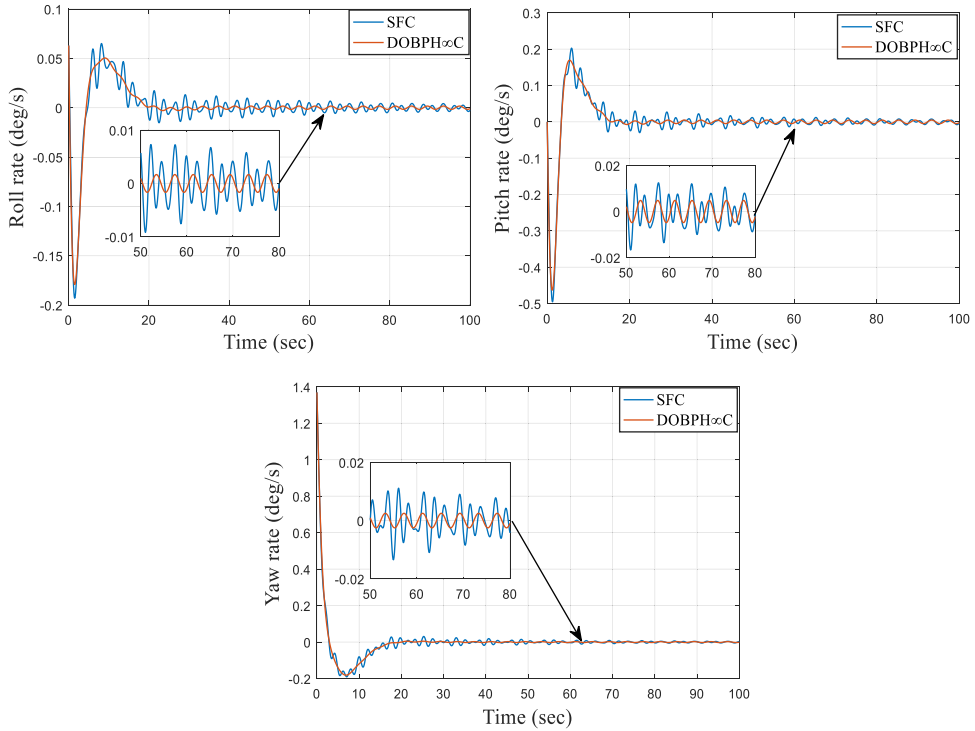 0.1
0.05
0
-0.05
-0.1
-0.15
-0.2
Roll rate (deg/s)
SFC
DOBPH∞C
0.01
0
-0.01
50 60 70 80
0 20 40 60 80 100
Time (sec)
0.3
0.2
0.1
0
-0.1
-0.2
-0.3
-0.4
-0.5
Pitch rate (deg/s)
SFC
DOBPH∞C
0.02
0
-0.02
50 60 70 80
0 20 40 60 80 100
Time (sec)
1.4
1.2
1
0.8
0.6
0.4
0.2
0
-0.2
Yaw rate (deg/s)
SFC
DOBPH∞C
0.02
0
-0.02
50 60 70 80
0 10 20 30 40 50 60 70 80 90 100
Time (sec)